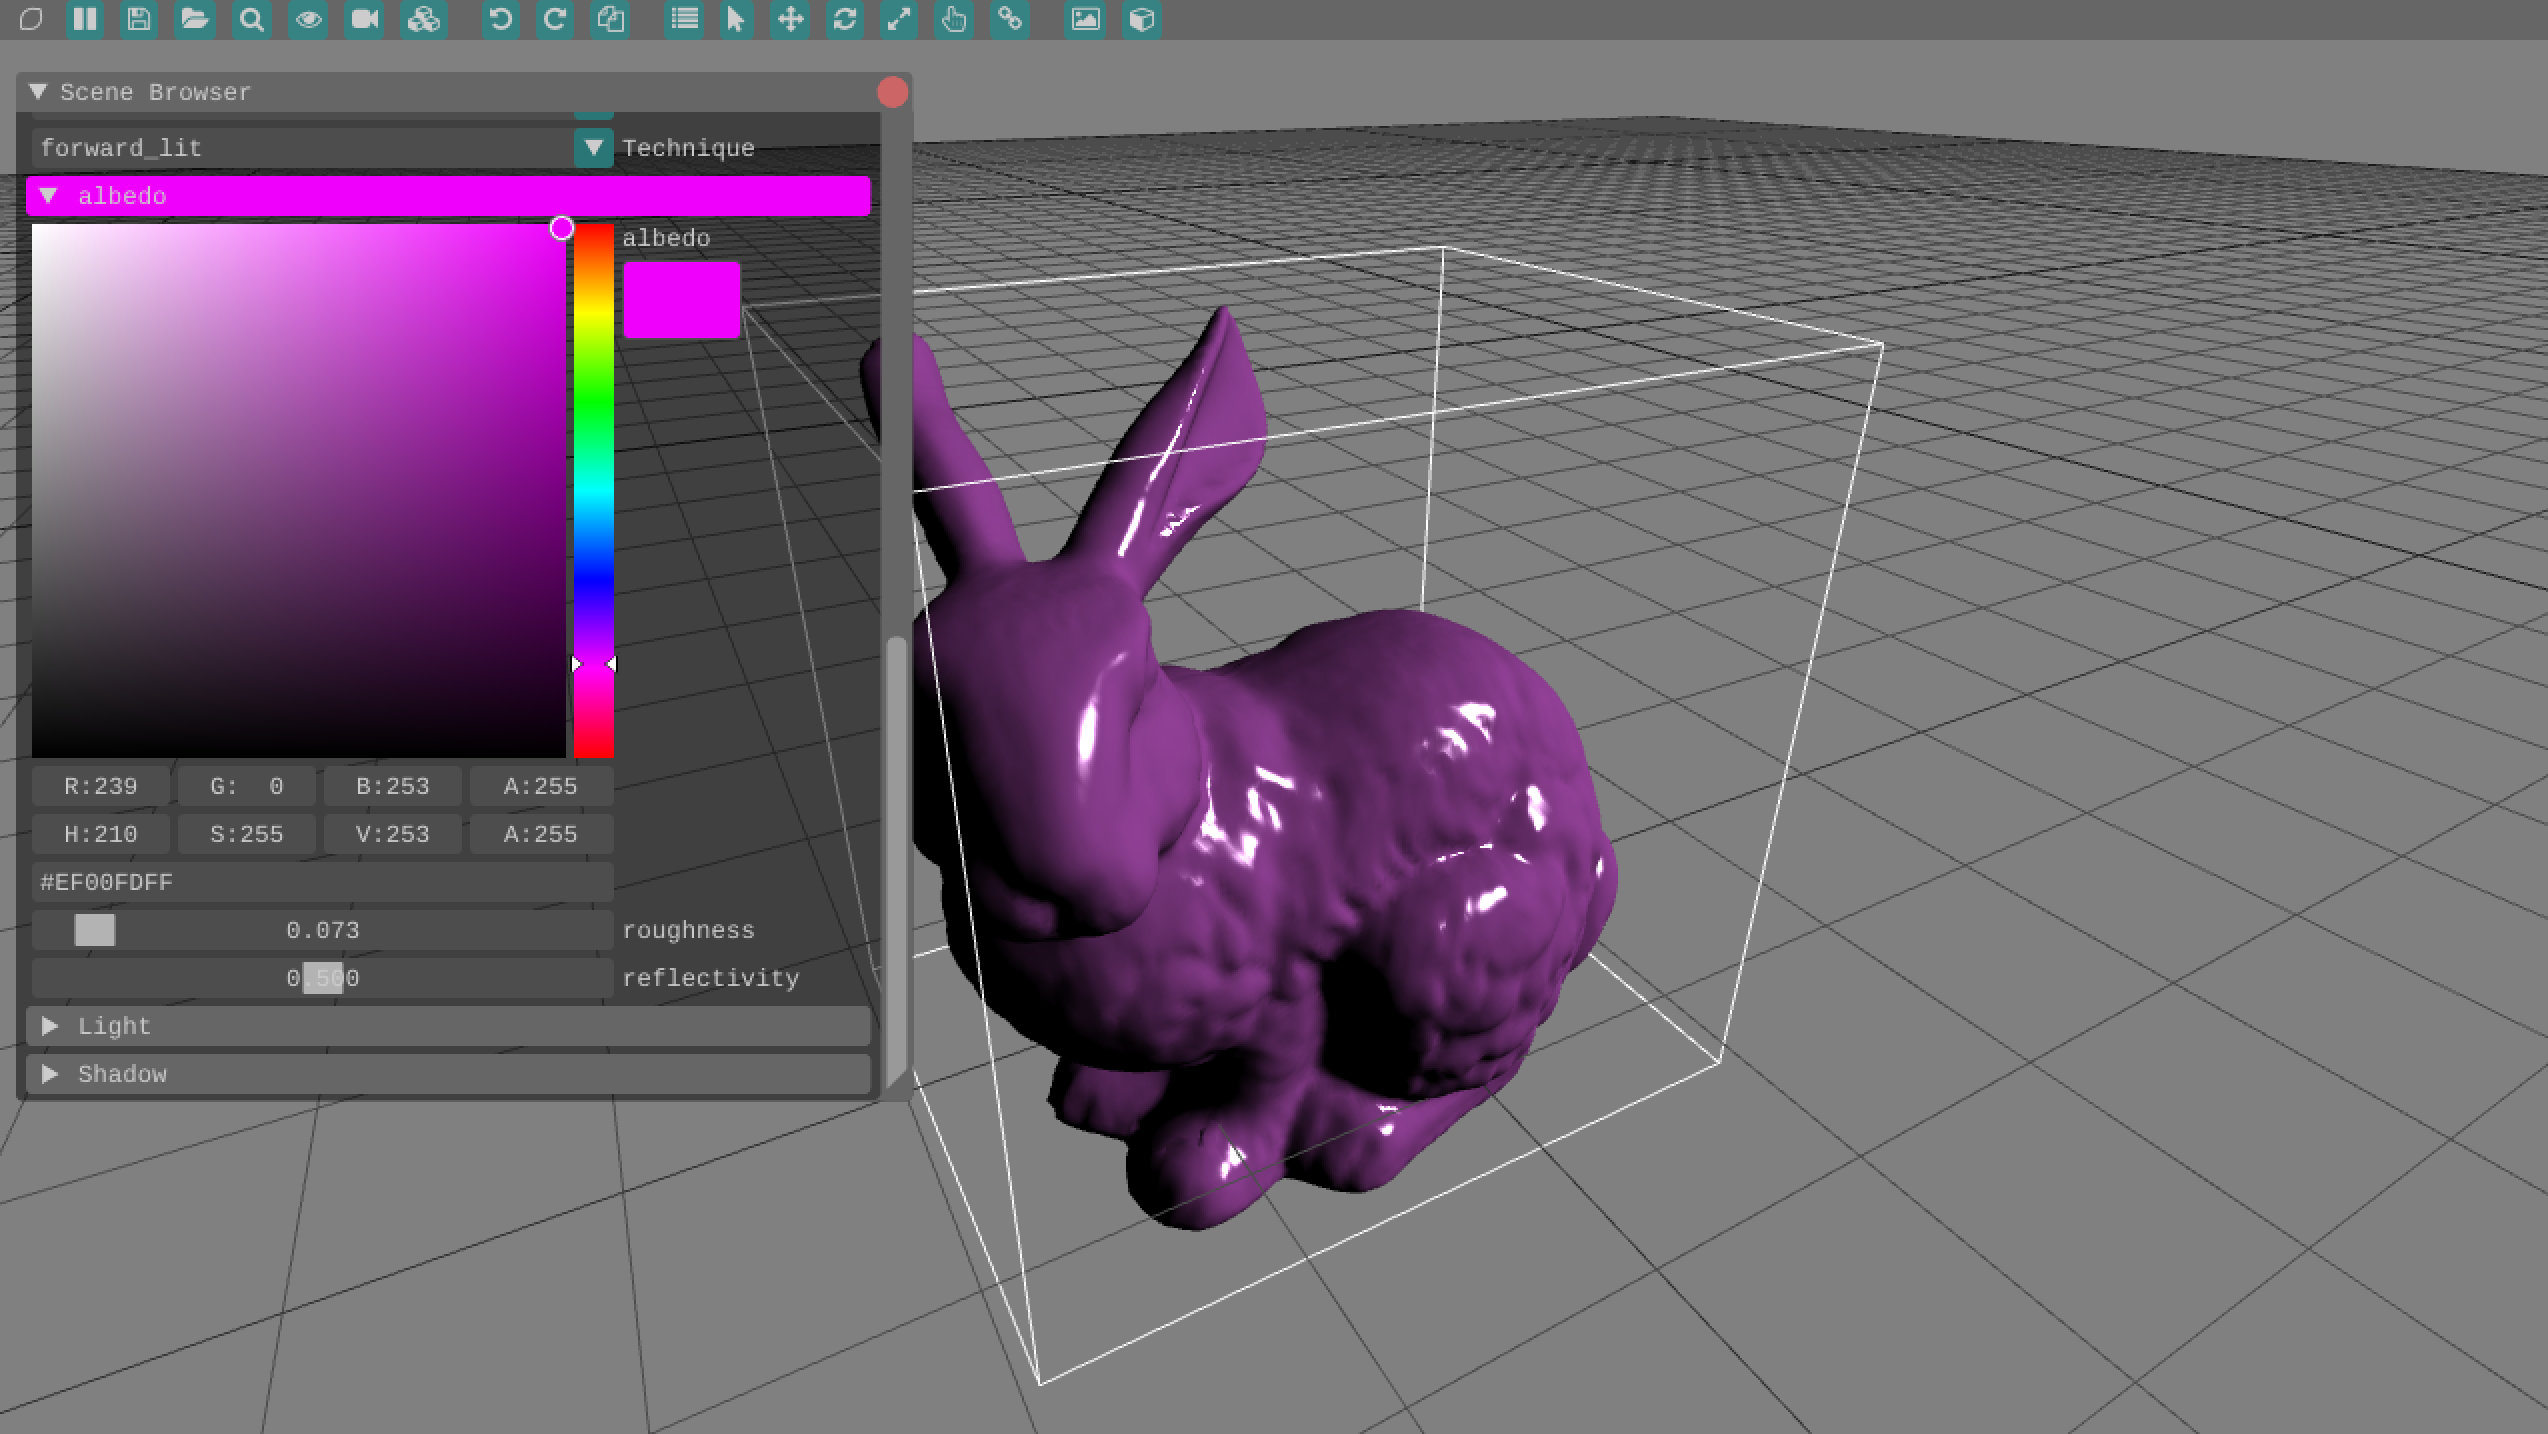 Scene Browser
forward_lit Technique
albedo
albedo
R:239 G: 0 B:253 A:255
H:210 S:255 V:253 A:255
#EF00FDFF
0.073 roughness
0.500 reflectivity
Light
Shadow